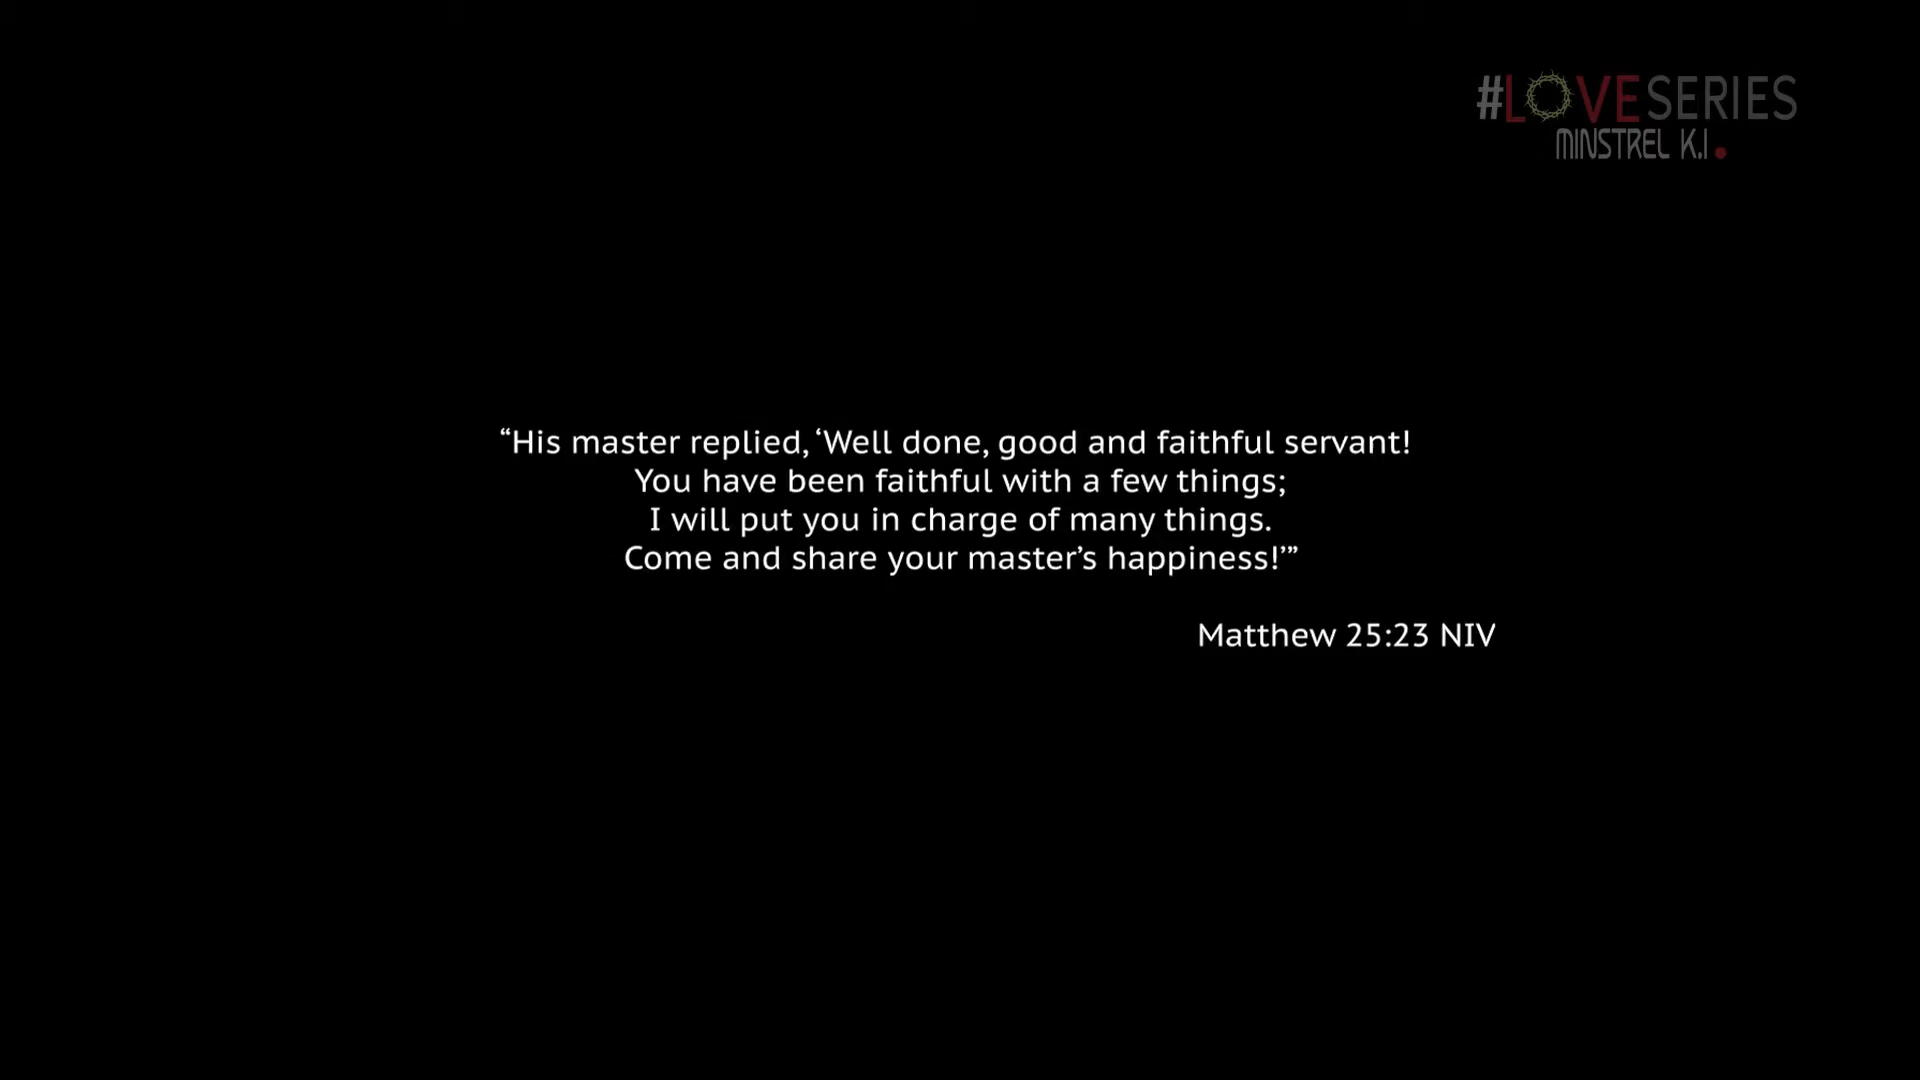 #LOVESERIES
MINSTREL K.I.
“His master replied, ‘Well done, good and faithful servant!
You have been faithful with a few things;
I will put you in charge of many things.
Come and share your master’s happiness!’”
Matthew 25:23 NIV